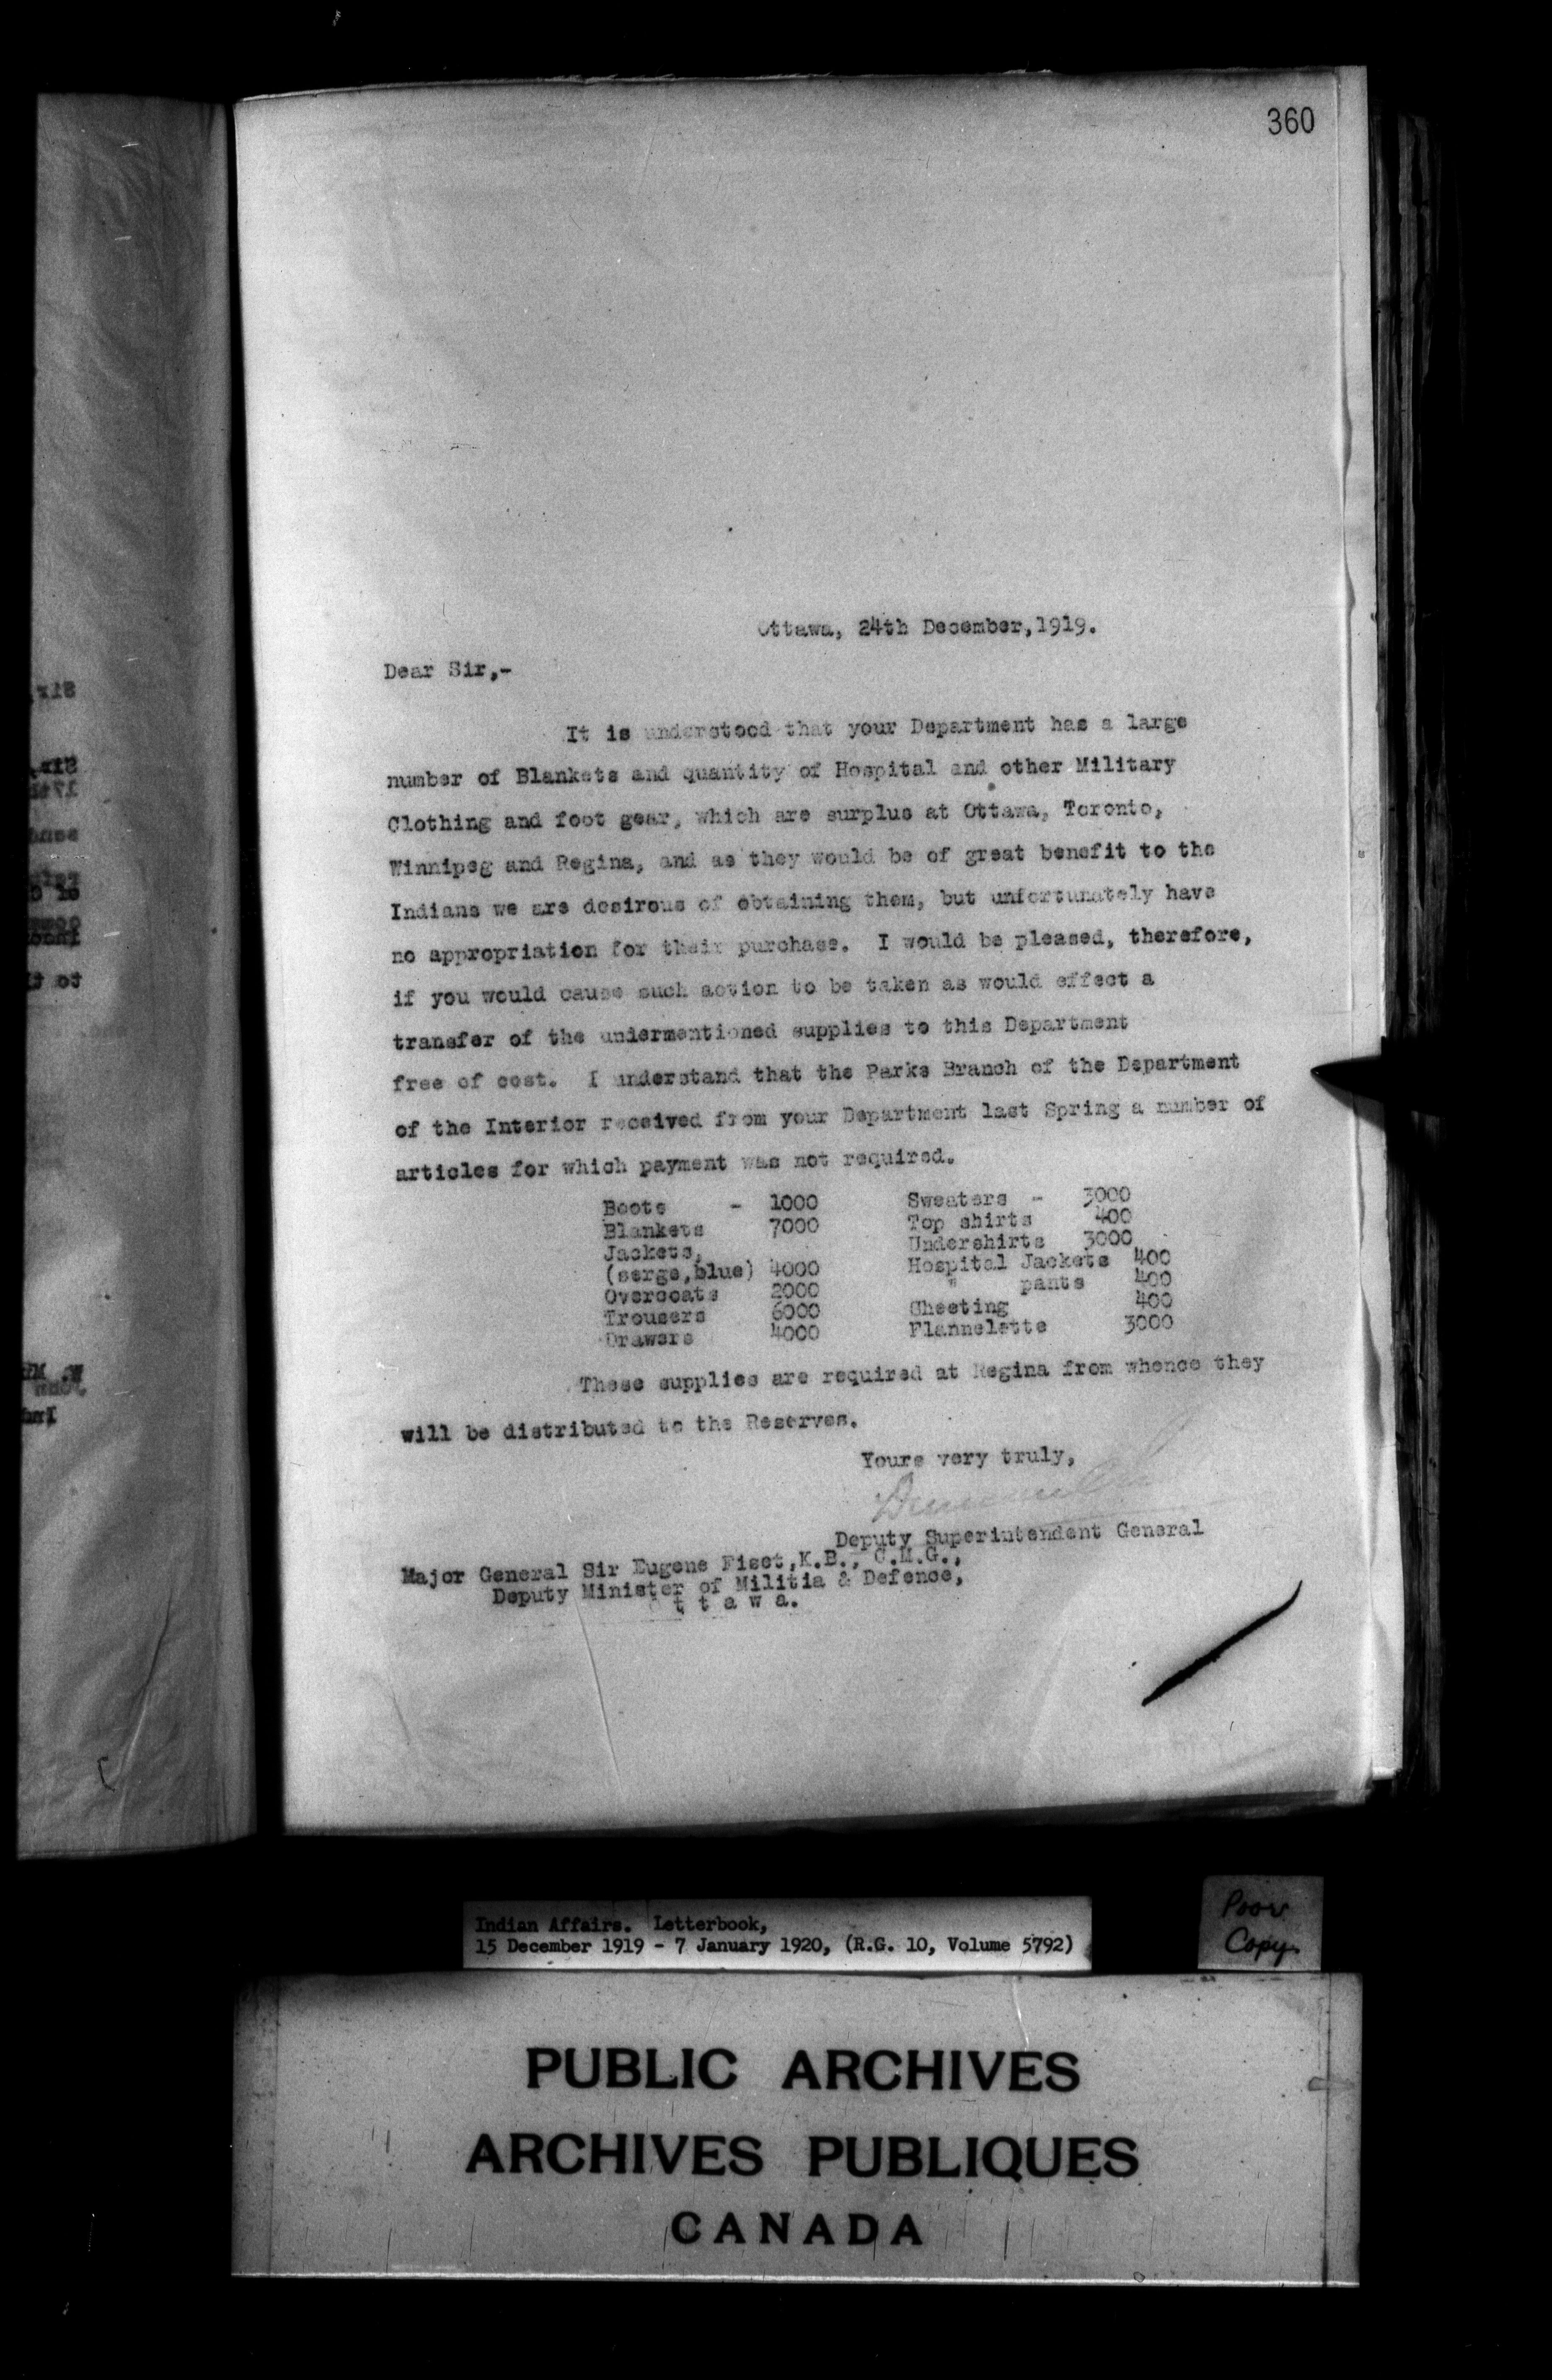 360
Ottawa, 24th December,1919.
Dear Sir,-
It is understood that your Department has a large
number of Blankets and quantity of Hospital and other Military
Clothing and foot gear, which are surplus at Ottawa, Toronto,
Winnipeg and Regina, and as they would be of great benefit to the
Indians we are desirous of obtaining them, but unfortunately have
no appropriation for their purchase. I would be pleased, therefore,
if you would cause such action to be taken as would effect a
transfer of the undermentioned supplies to this Department
free of cost. I understand that the Parks Branch of the Department
of the Interior received from your Department last Spring a number of
articles for which payment was not required.
Boots - 1000 Sweaters - 3000
Blankets 7000 Top shirts 400
Jackets, Undershirts 3000
(serge,blue) 4000 Hospital Jackets 400
Overcoats 2000 " pants 400
Trousers 6000 Sheeting 400
Drawers 4000 Flannelette 3000
These supplies are required at Regina from whence they
will be distributed to the Reserves.
Yours very truly,
Deputy Superintendent General
Major General Sir Eugene Fiset,K.B., C.M.G.,
Deputy Minister of Militia & Defence,
O t t a w a.
Indian Affairs. Letterbook,
15 December 1919 - 7 January 1920, (R.G. 10, Volume 5792)
Poor
Copy
PUBLIC ARCHIVES
ARCHIVES PUBLIQUES
CANADA